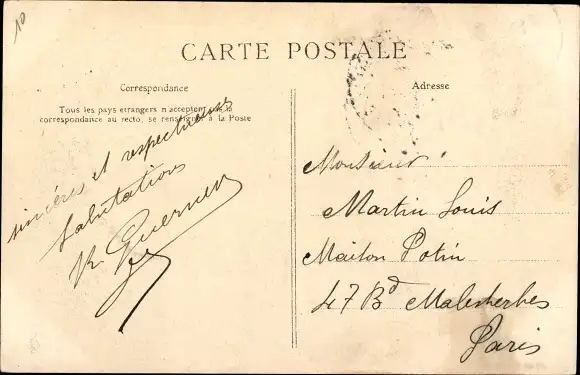 10
CARTE POSTALE
Correspondance
Tous les pays étrangers n'acceptent pas la
correspondance au recto, se renseigner à la Poste
sincères et respectueuses
Salutations
Adresse
Monsieur
Martin Louis
Maison Potin
47 Bd Malesherbes
Paris